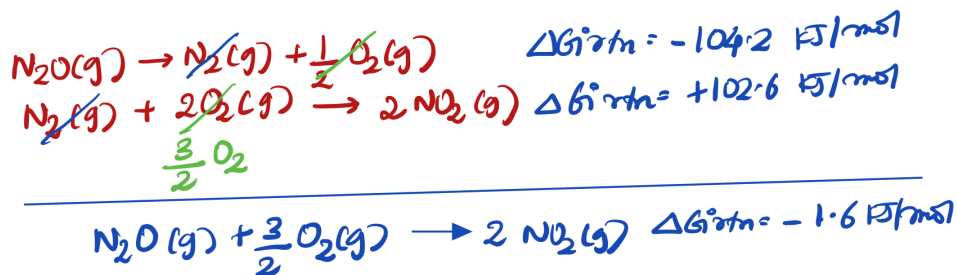 N₂O(g) → N₂(g) + 1/2 O₂(g) ΔG°rxn = -104.2 kJ/mol
N₂(g) + 2O₂(g) → 2 NO₂(g) ΔG°rxn = +102.6 kJ/mol
3/2 O₂
N₂O(g) + 3/2 O₂(g) → 2 NO₂(g) ΔG°rxn = -1.6 kJ/mol